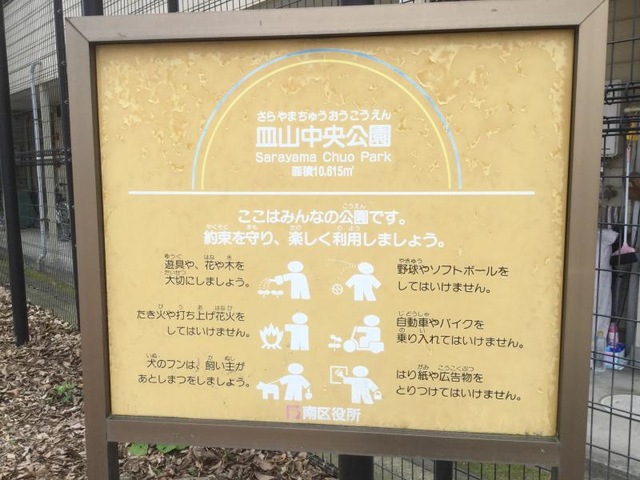 さらやまちゅうおうこうえん
皿山中央公園
Sarayama Chuo Park
面積10.615㎡
ここはみんなの公園です。
約束を守り、楽しく利用しましょう。
遊具や、花や木を
大切にしましょう。
野球やソフトボールを
してはいけません。
たき火や打ち上げ花火を
してはいけません。
自動車やバイクを
乗り入れてはいけません。
犬のフンは、飼い主が
あとしまつをしましょう。
はり紙や広告物を
とりつけてはいけません。
南区役所